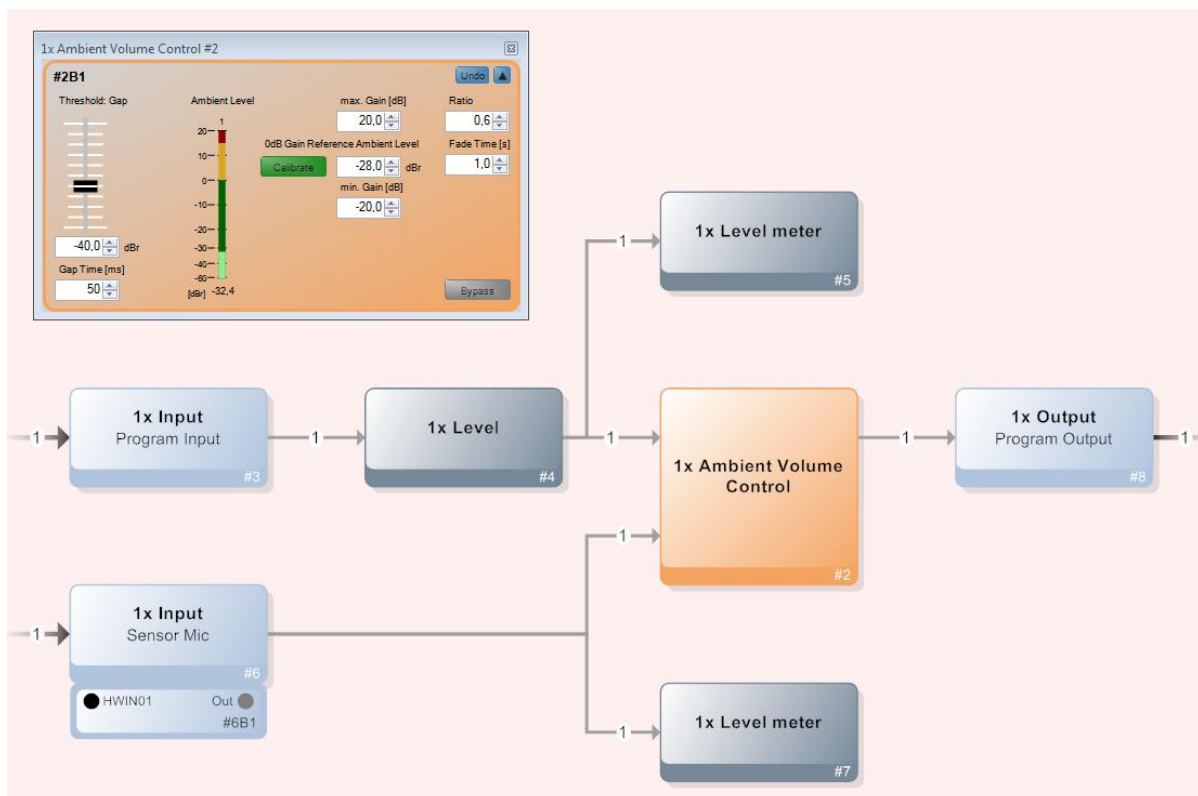 1x Ambient Volume Control #2
#2B1
Undo
Threshold: Gap
Ambient Level
max. Gain [dB]
Ratio
1
20,0
0,6
20
0dB Gain Reference Ambient Level
Fade Time [s]
10
Calibrate
-28,0
dBr
1,0
0
min. Gain [dB]
-10
-20,0
-20
-40,0
dBr
-30
-40
Gap Time [ms]
-60
50
[dBr]
-32,4
Bypass
1
1x Level meter
#5
1
1x Input
Program Input
#3
1
1x Level
#4
1
1x Ambient Volume
Control
#2
1
1x Output
Program Output
#8
1
1
1
1x Input
Sensor Mic
#6
HWIN01
Out
#6B1
1
1x Level meter
#7